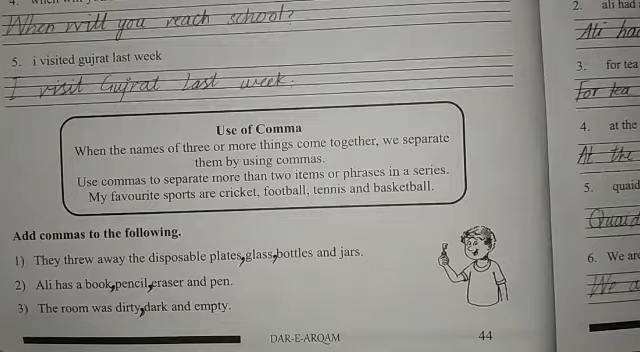 When will you reach school?
5. i visited gujrat last week
I visit Gujrat last week.
Use of Comma
When the names of three or more things come together, we separate
them by using commas.
Use commas to separate more than two items or phrases in a series.
My favourite sports are cricket, football, tennis and basketball.
Add commas to the following.
1) They threw away the disposable plates,glass,bottles and jars.
2) Ali has a book,pencil,eraser and pen.
3) The room was dirty,dark and empty.
DAR-E-ARQAM
44
2. ali had
Ali had
3. for tea
For tea
4. at the
At the
5. quaid
Quaid
6. We are
We a